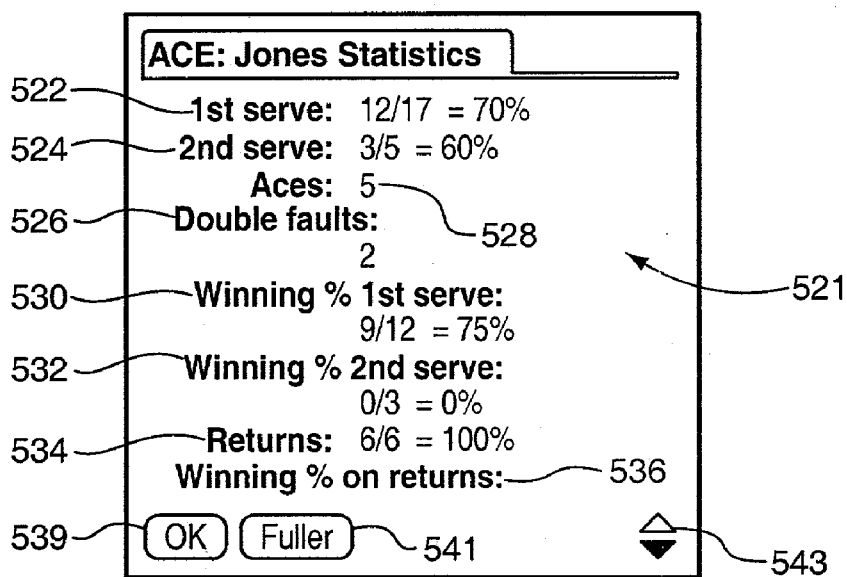 ACE: Jones Statistics
522 1st serve: 12/17 = 70%
524 2nd serve: 3/5 = 60%
Aces: 5 528
526 Double faults:
2
521
530 Winning % 1st serve:
9/12 = 75%
532 Winning % 2nd serve:
0/3 = 0%
534 Returns: 6/6 = 100%
Winning % on returns: 536
539 OK Fuller 541 543